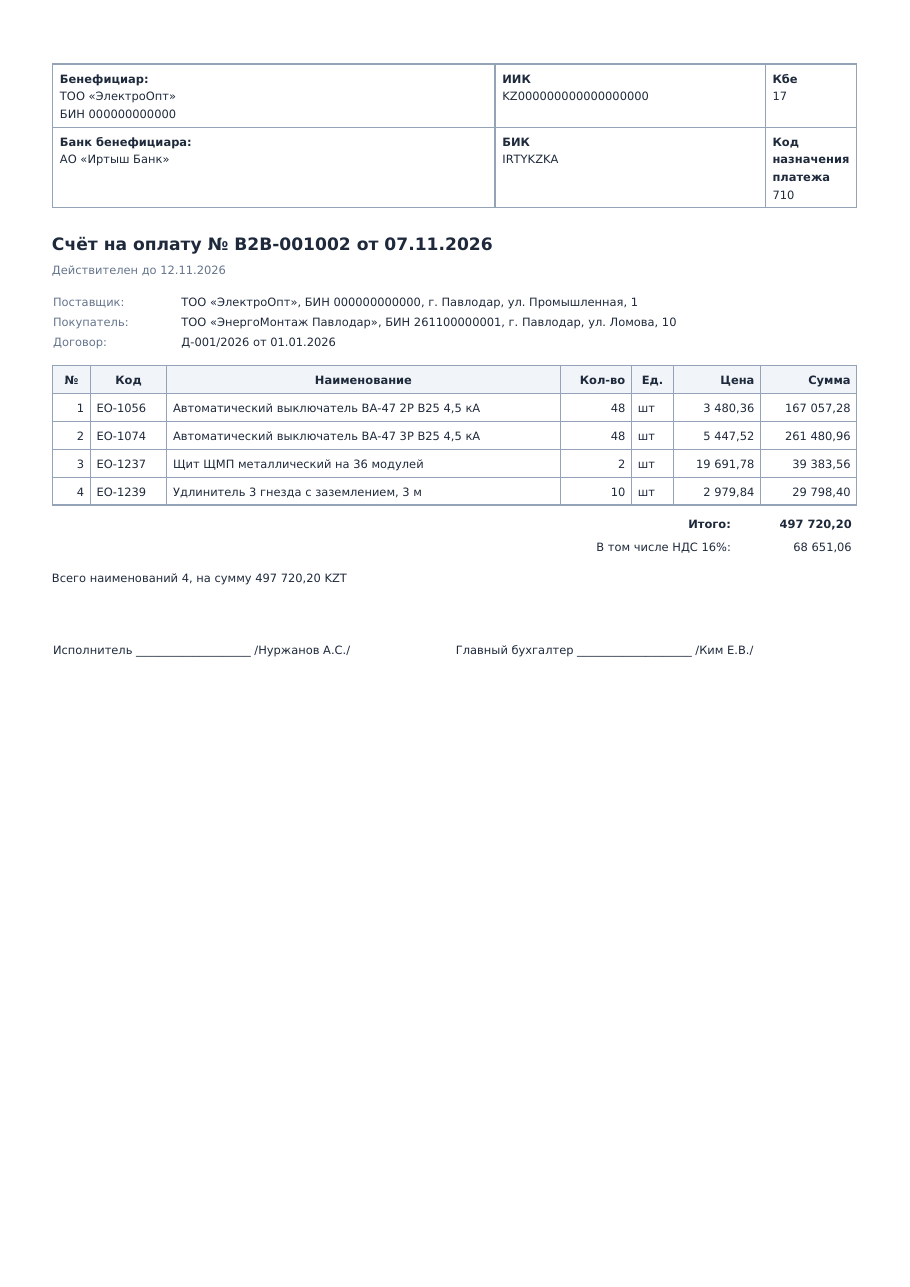 Бенефициар:
ТОО «ЭлектроОпт»
БИН 000000000000
ИИК
KZ000000000000000000
Кбе
17
Банк бенефициара:
АО «Иртыш Банк»
БИК
IRTYKZKA
Код
назначения
платежа
710
Счёт на оплату № B2B-001002 от 07.11.2026
Действителен до 12.11.2026
Поставщик: ТОО «ЭлектроОпт», БИН 000000000000, г. Павлодар, ул. Промышленная, 1
Покупатель: ТОО «ЭнергоМонтаж Павлодар», БИН 261100000001, г. Павлодар, ул. Ломова, 10
Договор: Д-001/2026 от 01.01.2026
№ Код Наименование Кол-во Ед. Цена Сумма
1 EO-1056 Автоматический выключатель ВА-47 2P B25 4,5 кА 48 шт 3 480,36 167 057,28
2 EO-1074 Автоматический выключатель ВА-47 3P B25 4,5 кА 48 шт 5 447,52 261 480,96
3 EO-1237 Щит ЩМП металлический на 36 модулей 2 шт 19 691,78 39 383,56
4 EO-1239 Удлинитель 3 гнезда с заземлением, 3 м 10 шт 2 979,84 29 798,40
Итого: 497 720,20
В том числе НДС 16%: 68 651,06
Всего наименований 4, на сумму 497 720,20 KZT
Исполнитель ____________________ /Нуржанов А.С./ Главный бухгалтер ____________________ /Ким Е.В./